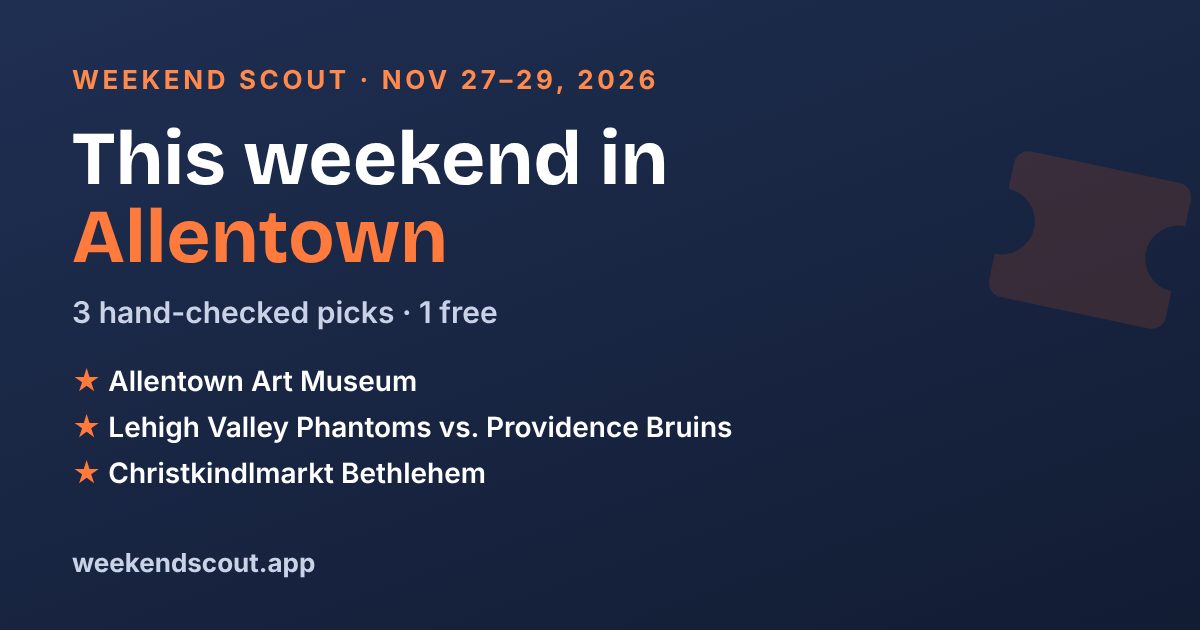 WEEKEND SCOUT · NOV 27–29, 2026
This weekend in
Allentown
3 hand-checked picks · 1 free
★ Allentown Art Museum
★ Lehigh Valley Phantoms vs. Providence Bruins
★ Christkindlmarkt Bethlehem
weekendscout.app